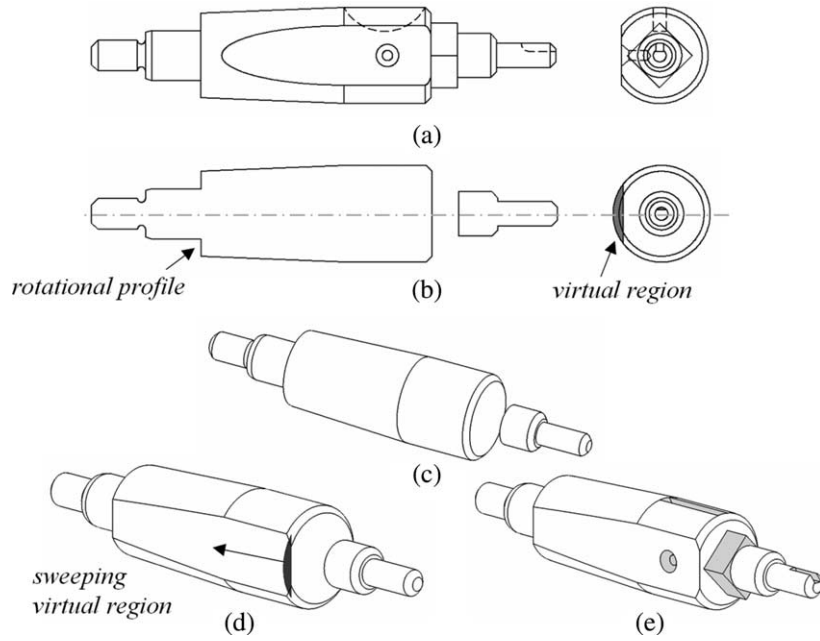 (a)
rotational profile
(b)
virtual region
(c)
sweeping
virtual region
(d)
(e)